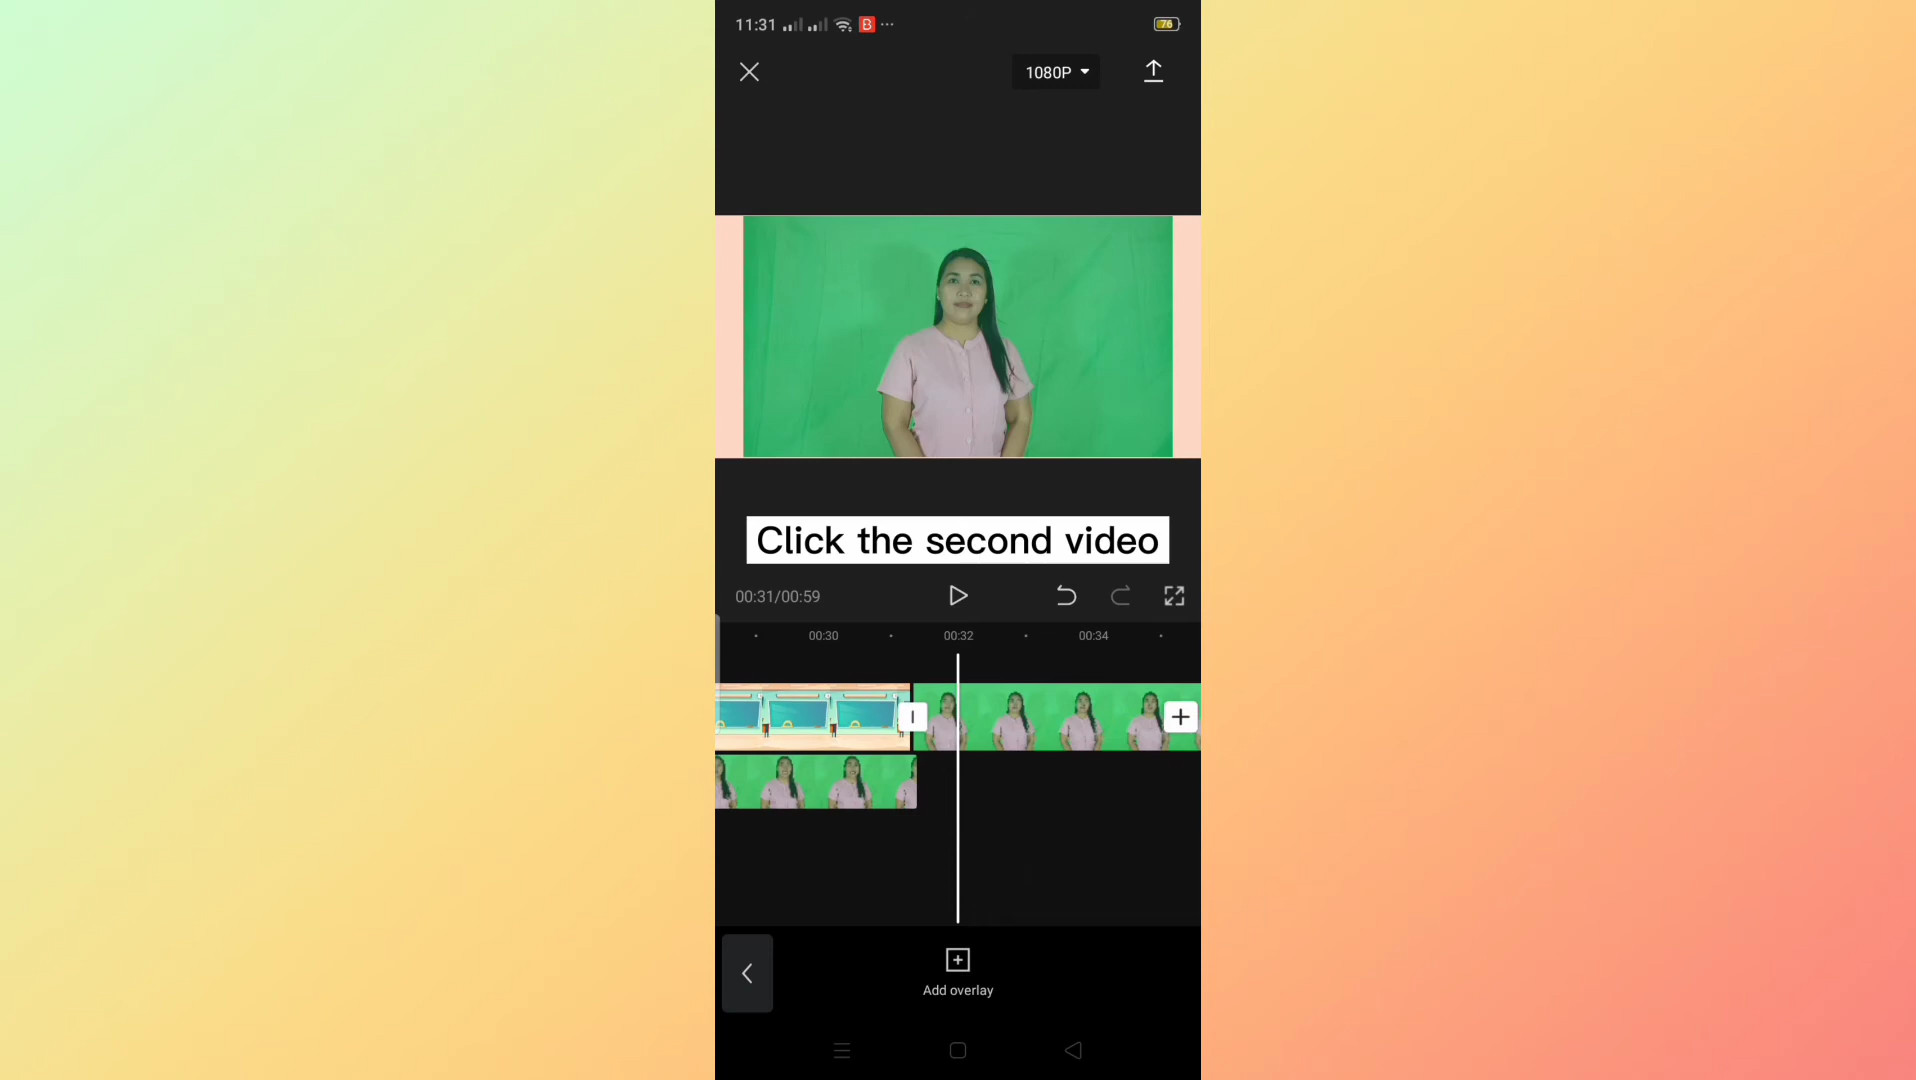 11:31 B ... 76
1080P
Click the second video
00:31/00:59
00:30 00:32 00:34
Add overlay